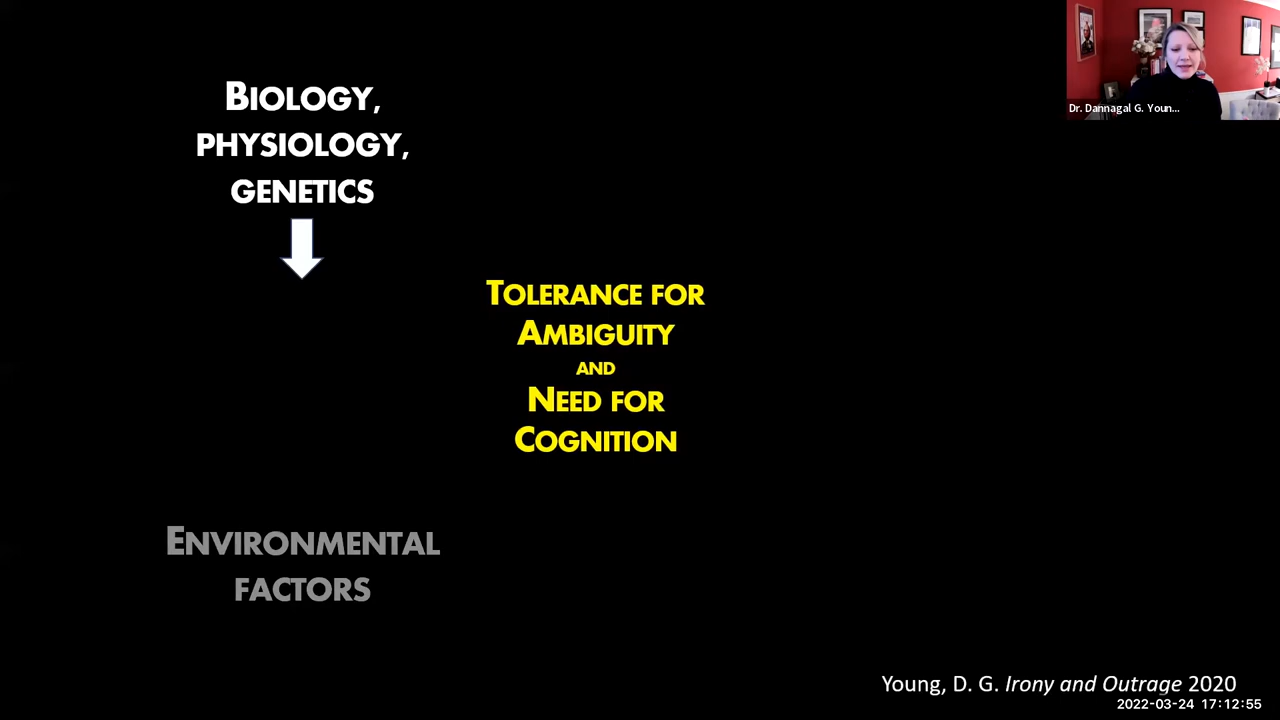 Biology,
physiology,
genetics
Tolerance for
Ambiguity
and
Need for
Cognition
Environmental
factors
Young, D. G. Irony and Outrage 2020
Dr. Dannagal G. Youn...
2022-03-24 17:12:55